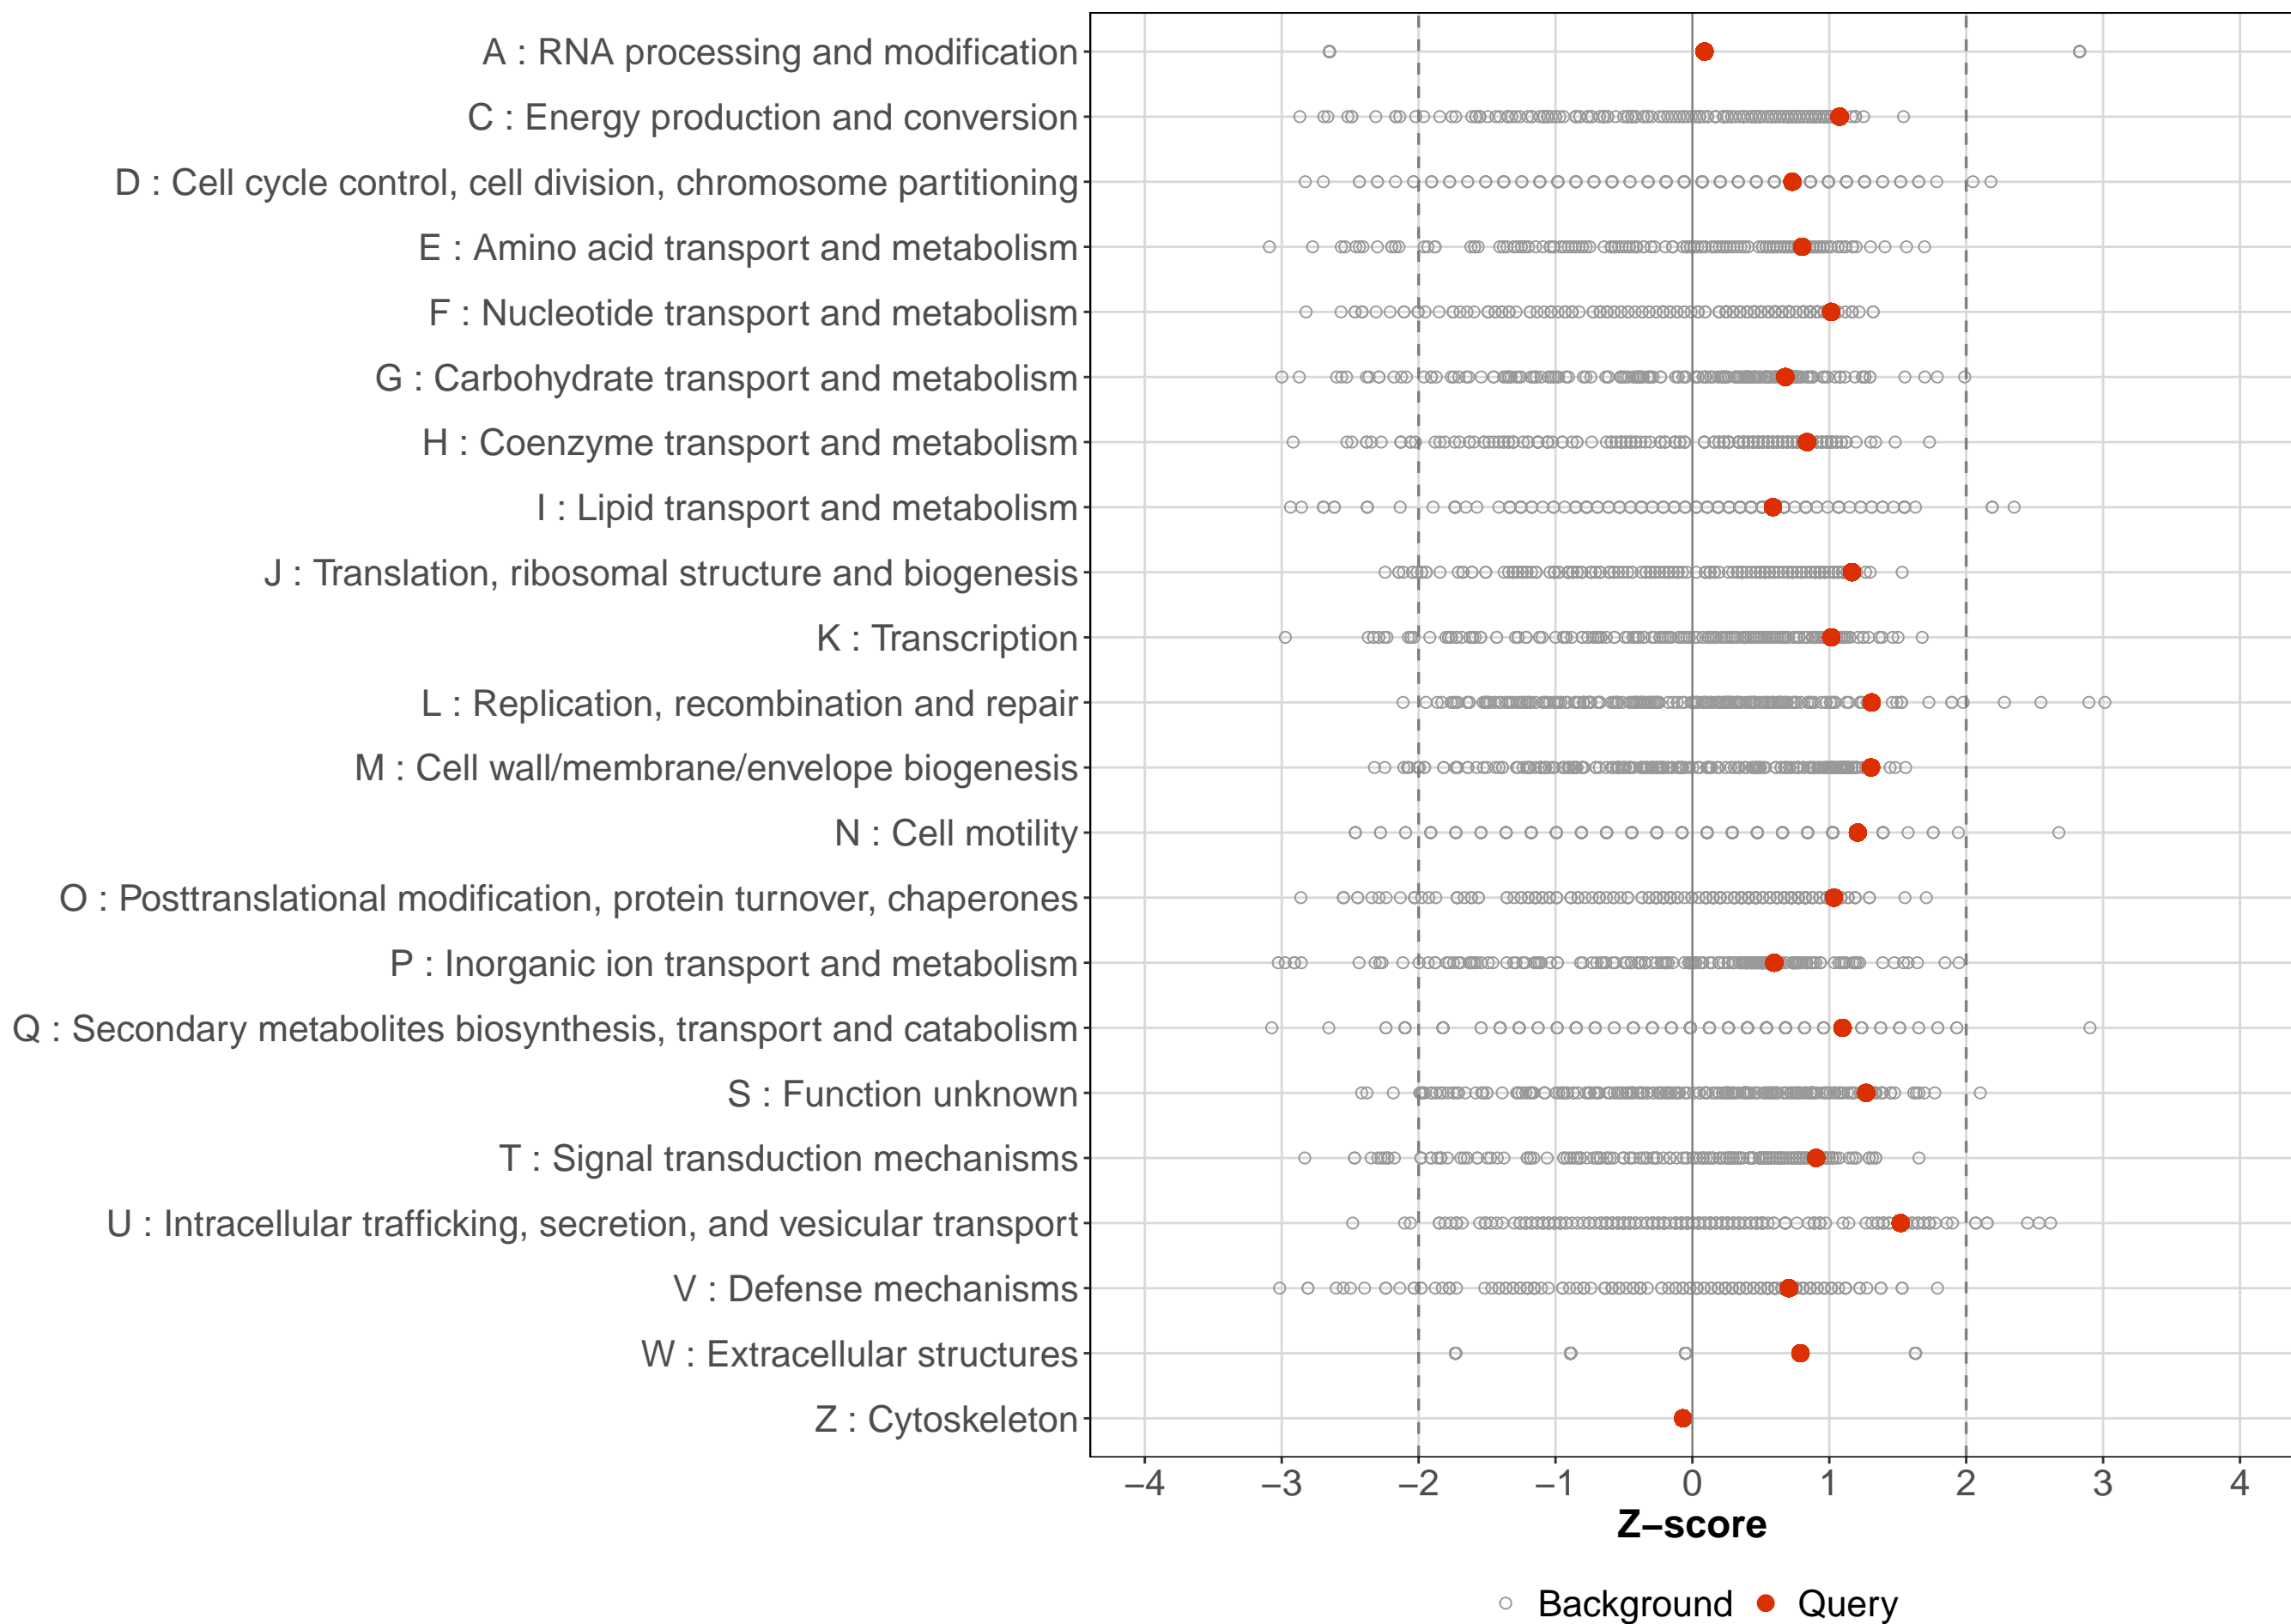 A : RNA processing and modification
C : Energy production and conversion
D : Cell cycle control, cell division, chromosome partitioning
E : Amino acid transport and metabolism
F : Nucleotide transport and metabolism
G : Carbohydrate transport and metabolism
H : Coenzyme transport and metabolism
I : Lipid transport and metabolism
J : Translation, ribosomal structure and biogenesis
K : Transcription
L : Replication, recombination and repair
M : Cell wall/membrane/envelope biogenesis
N : Cell motility
O : Posttranslational modification, protein turnover, chaperones
P : Inorganic ion transport and metabolism
Q : Secondary metabolites biosynthesis, transport and catabolism
S : Function unknown
T : Signal transduction mechanisms
U : Intracellular trafficking, secretion, and vesicular transport
V : Defense mechanisms
W : Extracellular structures
Z : Cytoskeleton
−4 −3 −2 −1 0 1 2 3 4
Z−score
Background Query